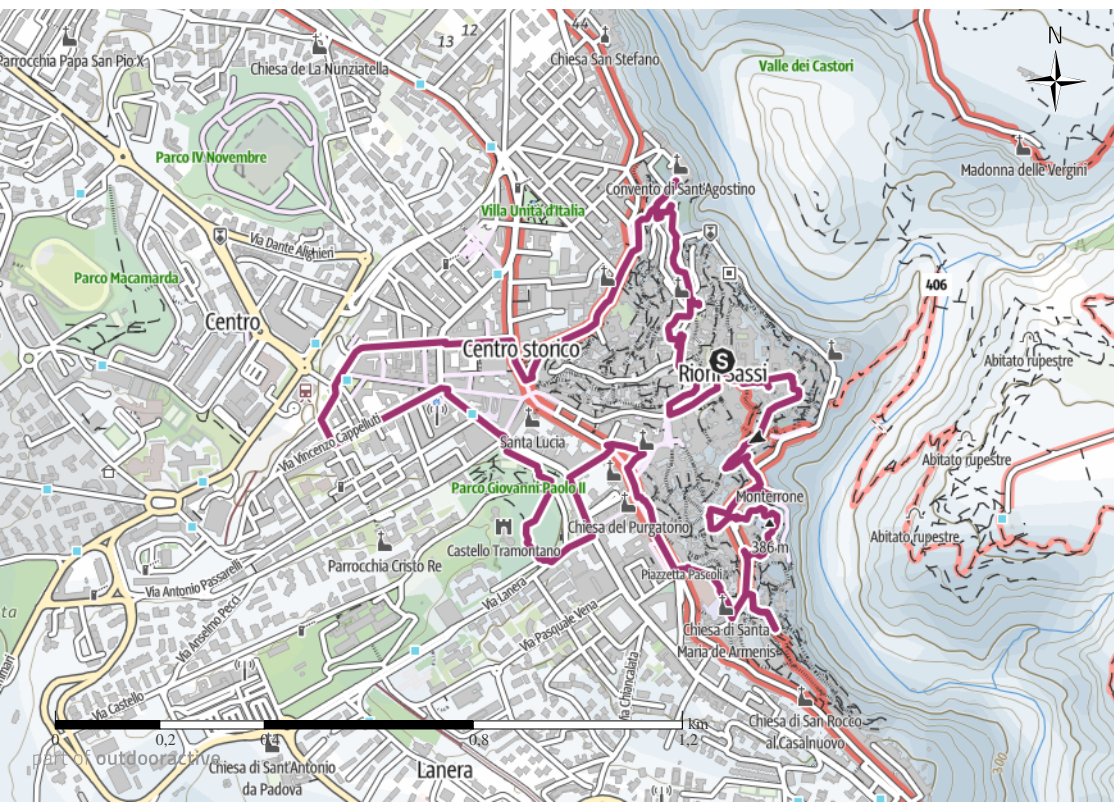 44
12
13
N
Parrocchia Papa San Pio X
Chiesa de La Nunziatella
Chiesa San Stefano
Valle dei Castori
Parco IV Novembre
Madonna delle Vergini
Convento di Sant'Agostino
Villa Unità d'Italia
Via Dante Alighieri
Parco Macamarda
406
Centro
Centro storico
S
Rioni Sassi
Abitato rupestre
Via Vincenzo Cappelluti
Santa Lucia
Abitato rupestre
Parco Giovanni Paolo II
Monterrone
Chiesa del Purgatorio
Abitato rupestre
Castello Tramontano
386 m
Parrocchia Cristo Re
Piazzetta Pascoli
Via Antonio Passarelli
Via Lanera
Via Anselmo Pecci
Via Pasquale Vena
Chiesa di Santa
Maria de Armenis
Via Chiancalata
Via Castello
Chiesa di San Rocco
al Casalnuovo
0
0,2
0,4
0,8
1,2
km
part of outdooractive
Chiesa di Sant'Antonio
da Padova
Lanera
300